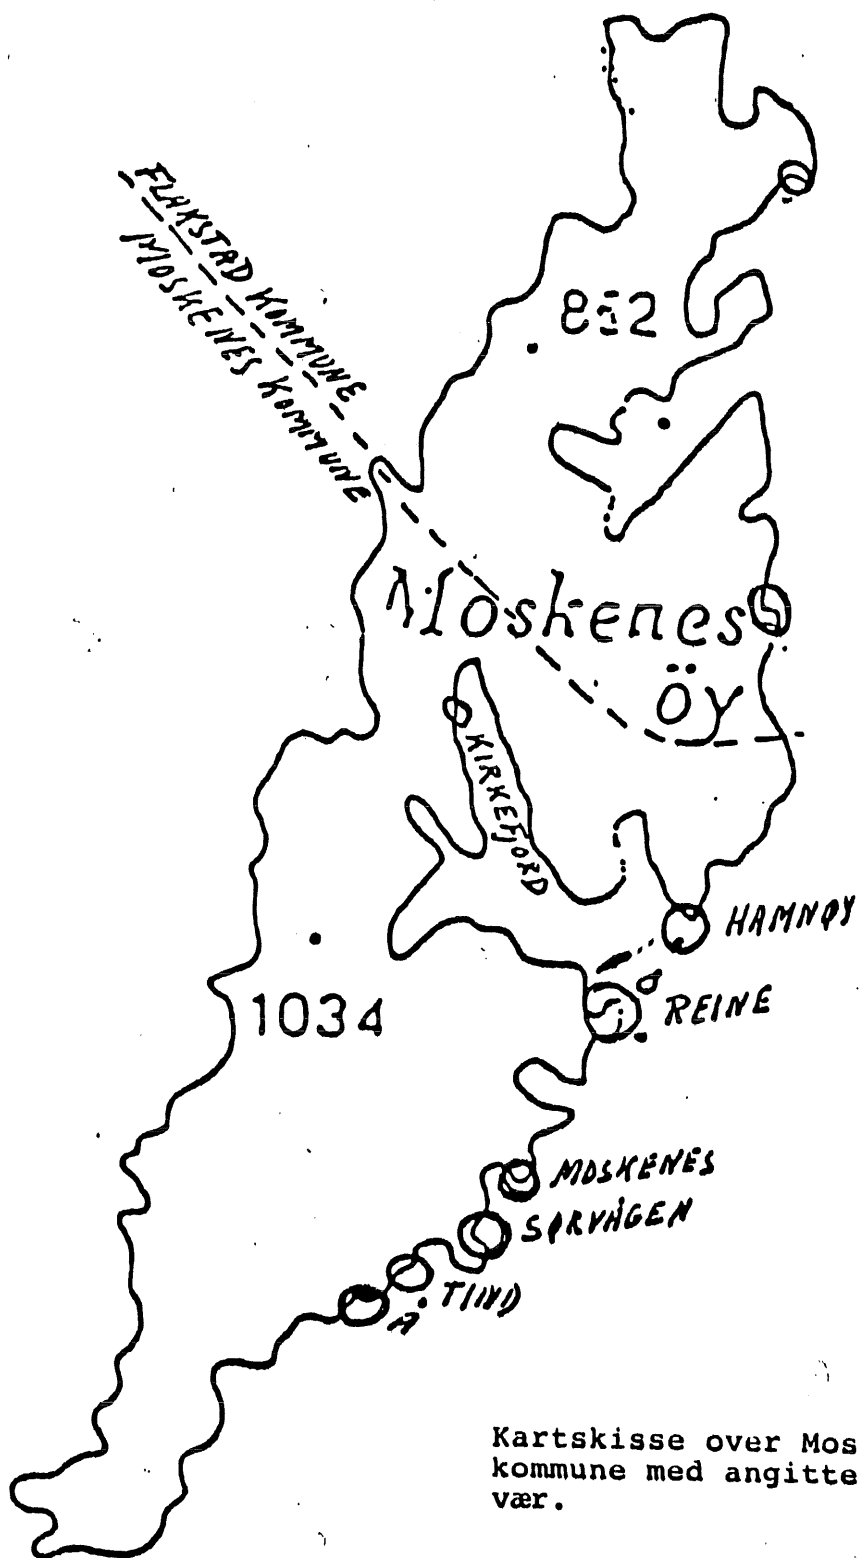 FLAKSTAD KOMMUNE
MOSKENES KOMMUNE
852
Moskenes
öy
KIRKEFJORD
HAMNØY
REINE
1034
MOSKENES
SØRVÅGEN
TIND
Å
Kartskisse over Mos
kommune med angitte
vær.